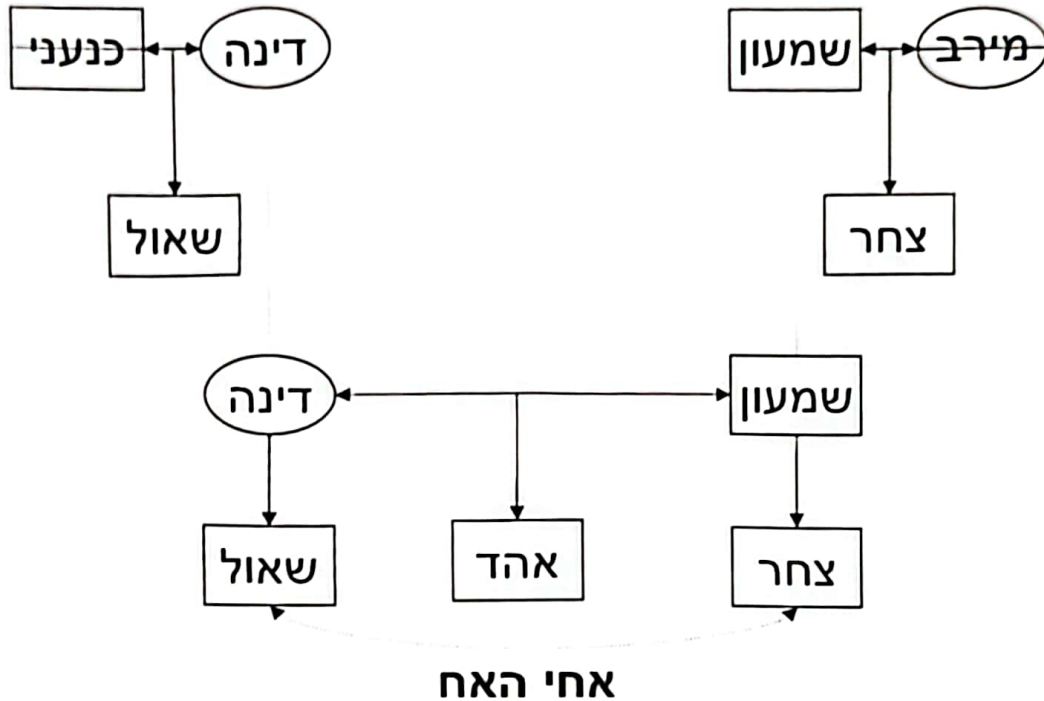 מירב שמעון דינה כנעני
צחר שאול
שמעון דינה
צחר אהד שאול
אחי האח